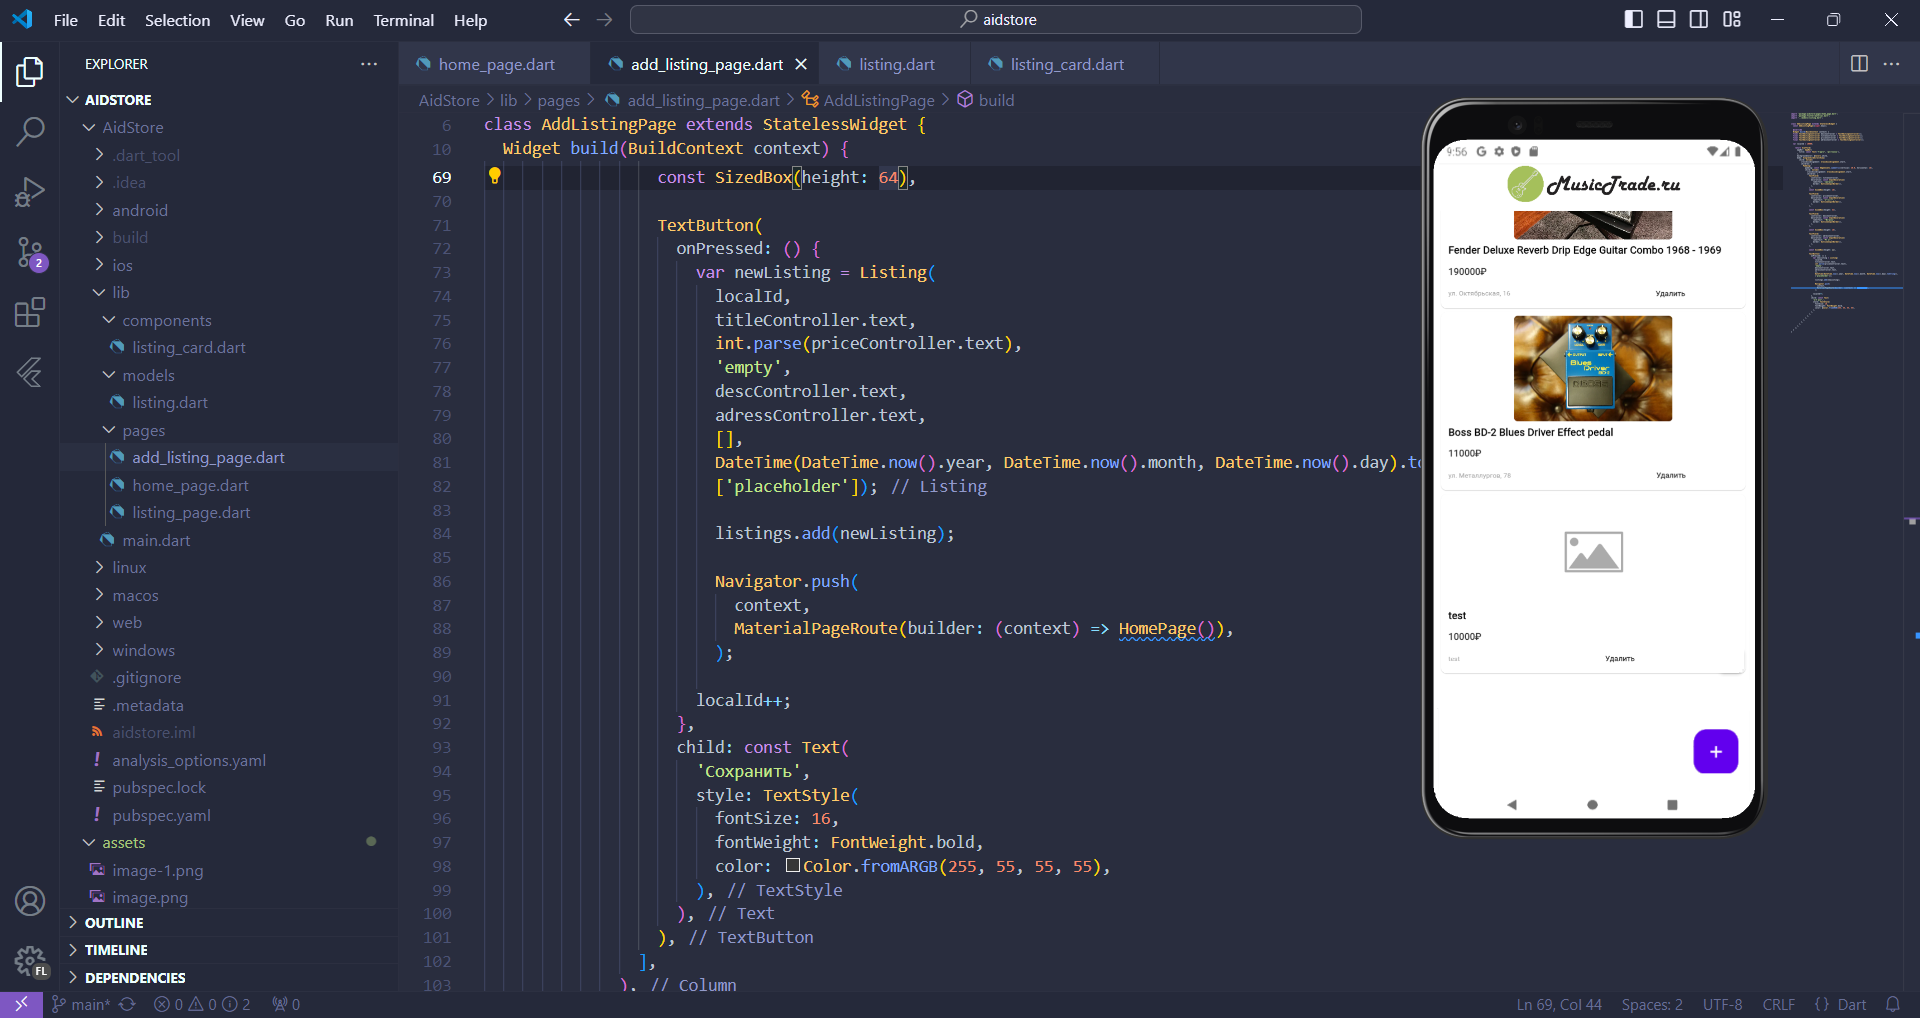 File Edit Selection View Go Run Terminal Help
aidstore
EXPLORER
AIDSTORE
AidStore
.dart_tool
.idea
android
build
ios
lib
components
listing_card.dart
models
listing.dart
pages
add_listing_page.dart
home_page.dart
listing_page.dart
main.dart
linux
macos
web
windows
.gitignore
.metadata
aidstore.iml
analysis_options.yaml
pubspec.lock
pubspec.yaml
assets
image-1.png
image.png
OUTLINE
TIMELINE
DEPENDENCIES
2
FL
home_page.dart add_listing_page.dart listing.dart listing_card.dart
AidStore > lib > pages > add_listing_page.dart > AddListingPage > build
6 class AddListingPage extends StatelessWidget {
10 Widget build(BuildContext context) {
69 const SizedBox(height: 64),
70
71 TextButton(
72 onPressed: () {
73 var newListing = Listing(
74 localId,
75 titleController.text,
76 int.parse(priceController.text),
77 'empty',
78 descController.text,
79 adressController.text,
80 [],
81 DateTime(DateTime.now().year, DateTime.now().month, DateTime.now().day).to
82 ['placeholder']); // Listing
83
84 listings.add(newListing);
85
86 Navigator.push(
87 context,
88 MaterialPageRoute(builder: (context) => HomePage()),
89 );
90
91 localId++;
92 },
93 child: const Text(
94 'Сохранить',
95 style: TextStyle(
96 fontSize: 16,
97 fontWeight: FontWeight.bold,
98 color: Color.fromARGB(255, 55, 55, 55),
99 ), // TextStyle
100 ), // Text
101 ), // TextButton
102 ],
103 ), // Column
9:56
MusicTrade.ru
Fender Deluxe Reverb Drip Edge Guitar Combo 1968 - 1969
190000₽
ул. Октябрьская, 16 Удалить
Blues
Driver
BD-2
BOSS
Boss BD-2 Blues Driver Effect pedal
11000₽
ул. Металлургов, 78 Удалить
test
10000₽
test Удалить
+
main* 0 0 2 0
Ln 69, Col 44 Spaces: 2 UTF-8 CRLF {} Dart